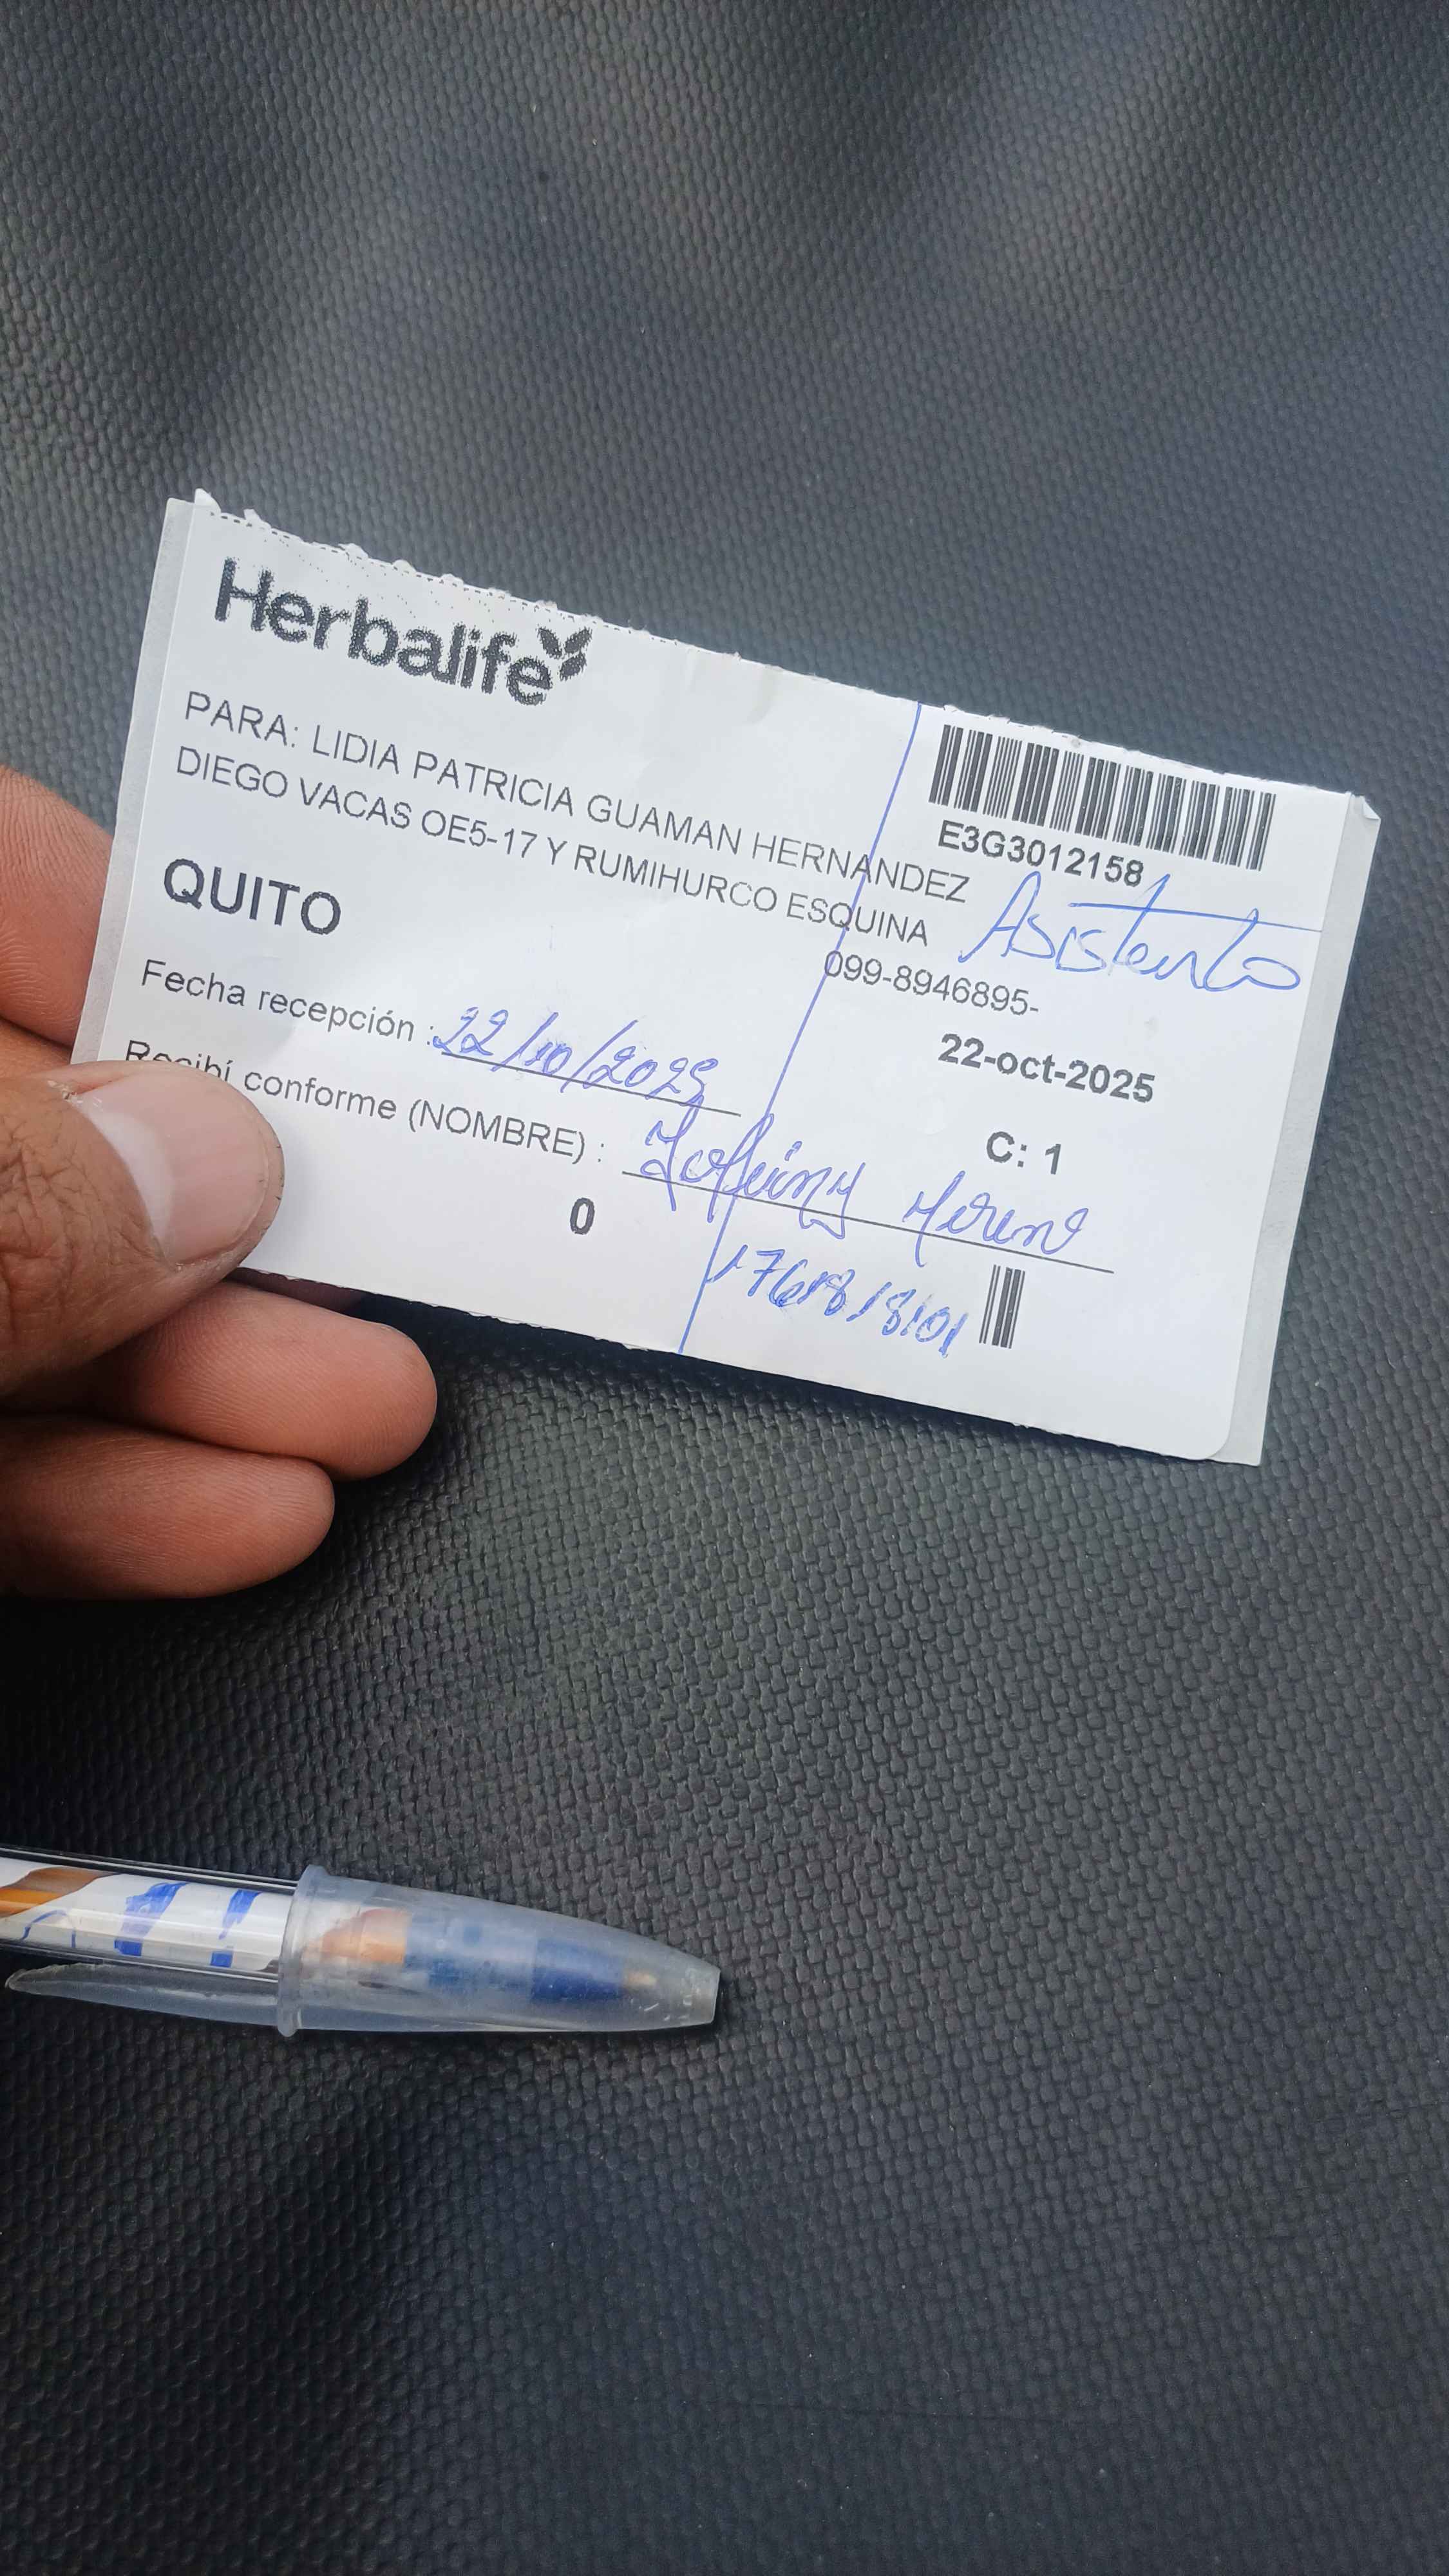 Herbalife
PARA: LIDIA PATRICIA GUAMAN HERNANDEZ
DIEGO VACAS OE5-17 Y RUMIHURCO ESQUINA
QUITO
E3G3012158
Asistente
099-8946895-
22-oct-2025
Fecha recepción : 22/10/2025
Recibí conforme (NOMBRE) :
C: 1
0